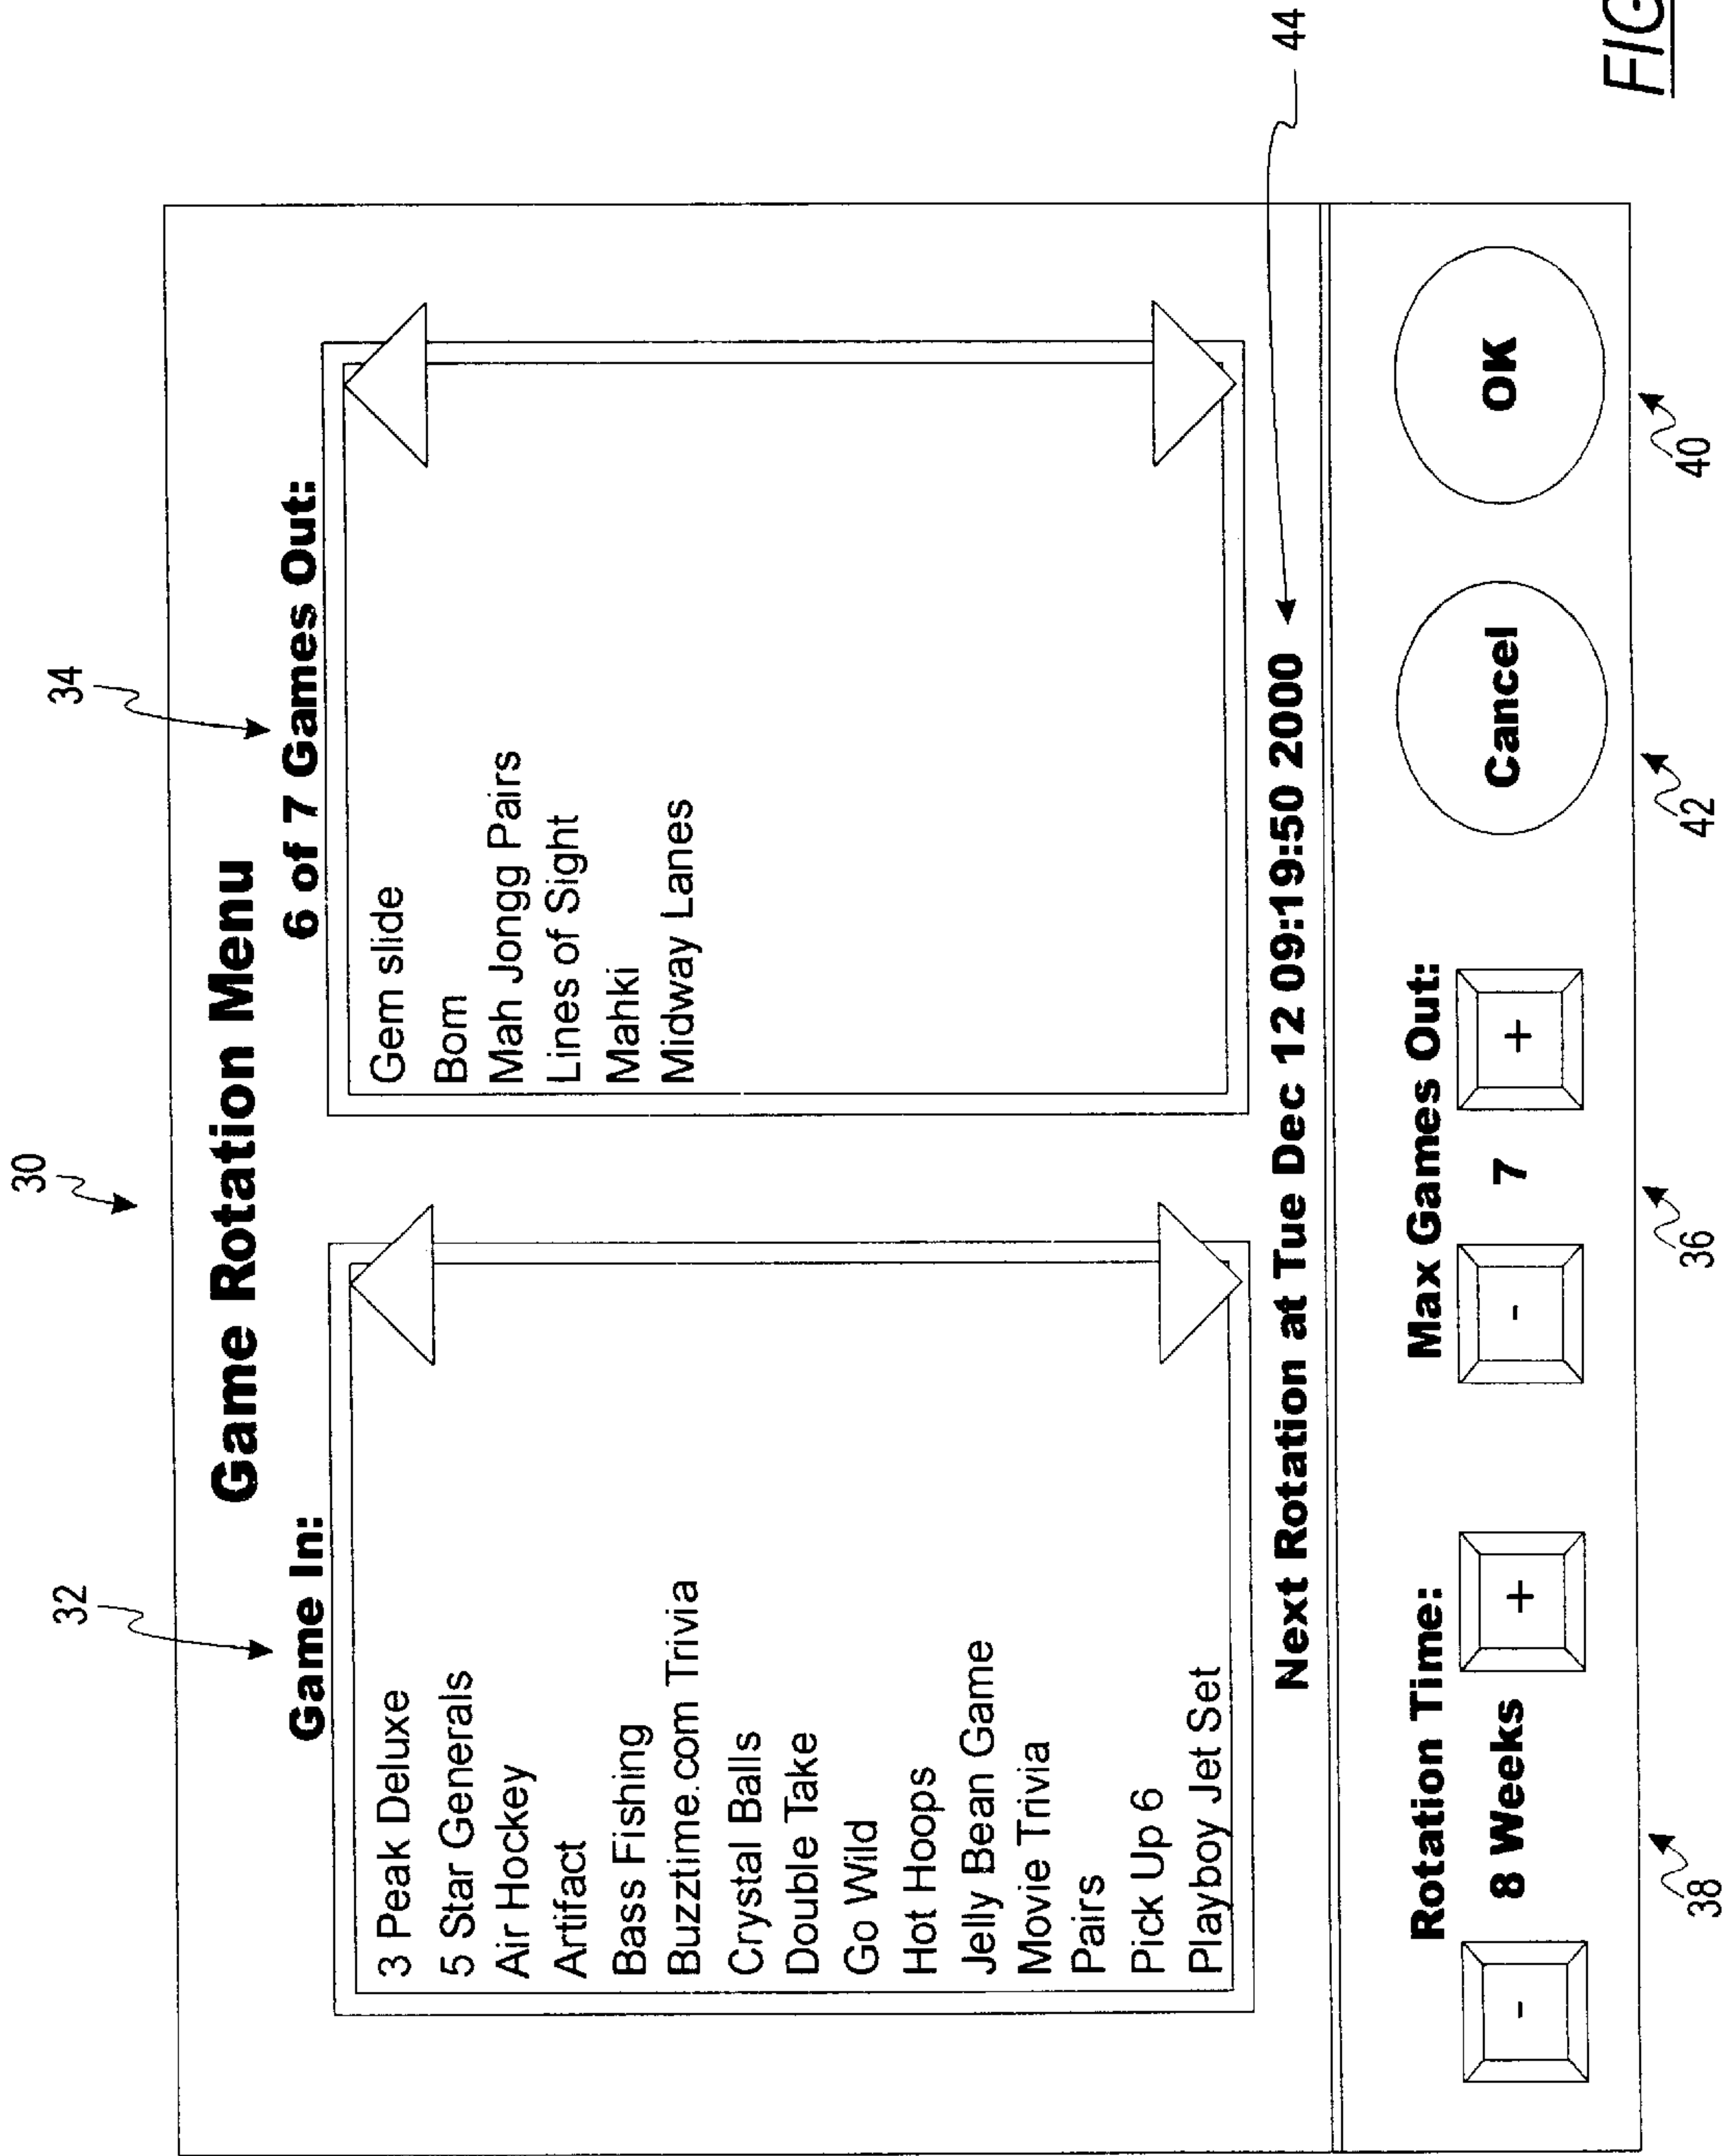 30
Game Rotation Menu
32
Game In:
3 Peak Deluxe
5 Star Generals
Air Hockey
Artifact
Bass Fishing
Buzztime.com Trivia
Crystal Balls
Double Take
Go Wild
Hot Hoops
Jelly Bean Game
Movie Trivia
Pairs
Pick Up 6
Playboy Jet Set
34
6 of 7 Games Out:
Gem slide
Bom
Mah Jongg Pairs
Lines of Sight
Mahki
Midway Lanes
Next Rotation at Tue Dec 12 09:19:50 2000
44
Rotation Time:
- 8 Weeks +
38
Max Games Out:
- 7 +
36
Cancel
42
OK
40
FIG